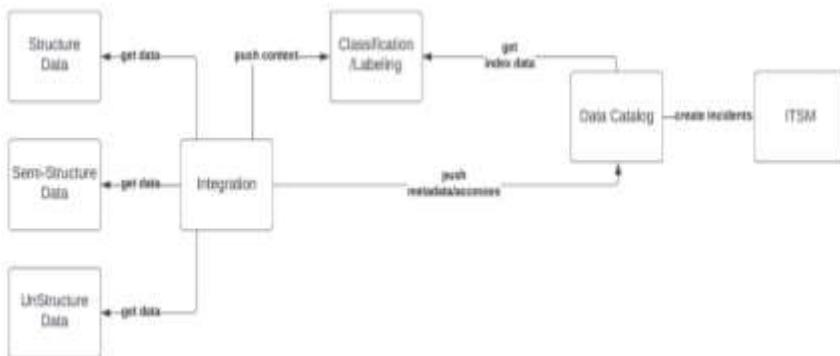 Structure
Data
get data
push context
Classification
/Labeling
get
index data
Data Catalog
create incidents
ITSM
Semi-Structure
Data
get data
Integration
push
metadata/accesses
UnStructure
Data
get data